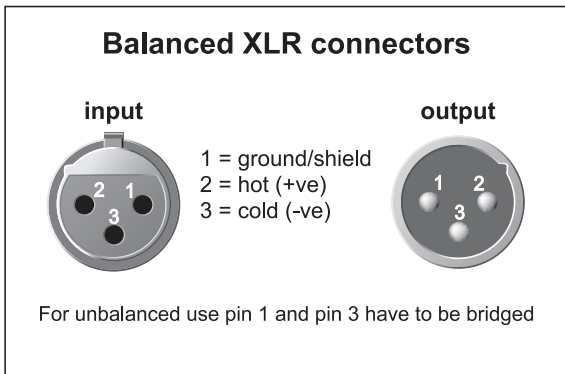 Balanced XLR connectors
input
output
1 = ground/shield
2 = hot (+ve)
3 = cold (-ve)
2 1
3
1 2
3
For unbalanced use pin 1 and pin 3 have to be bridged